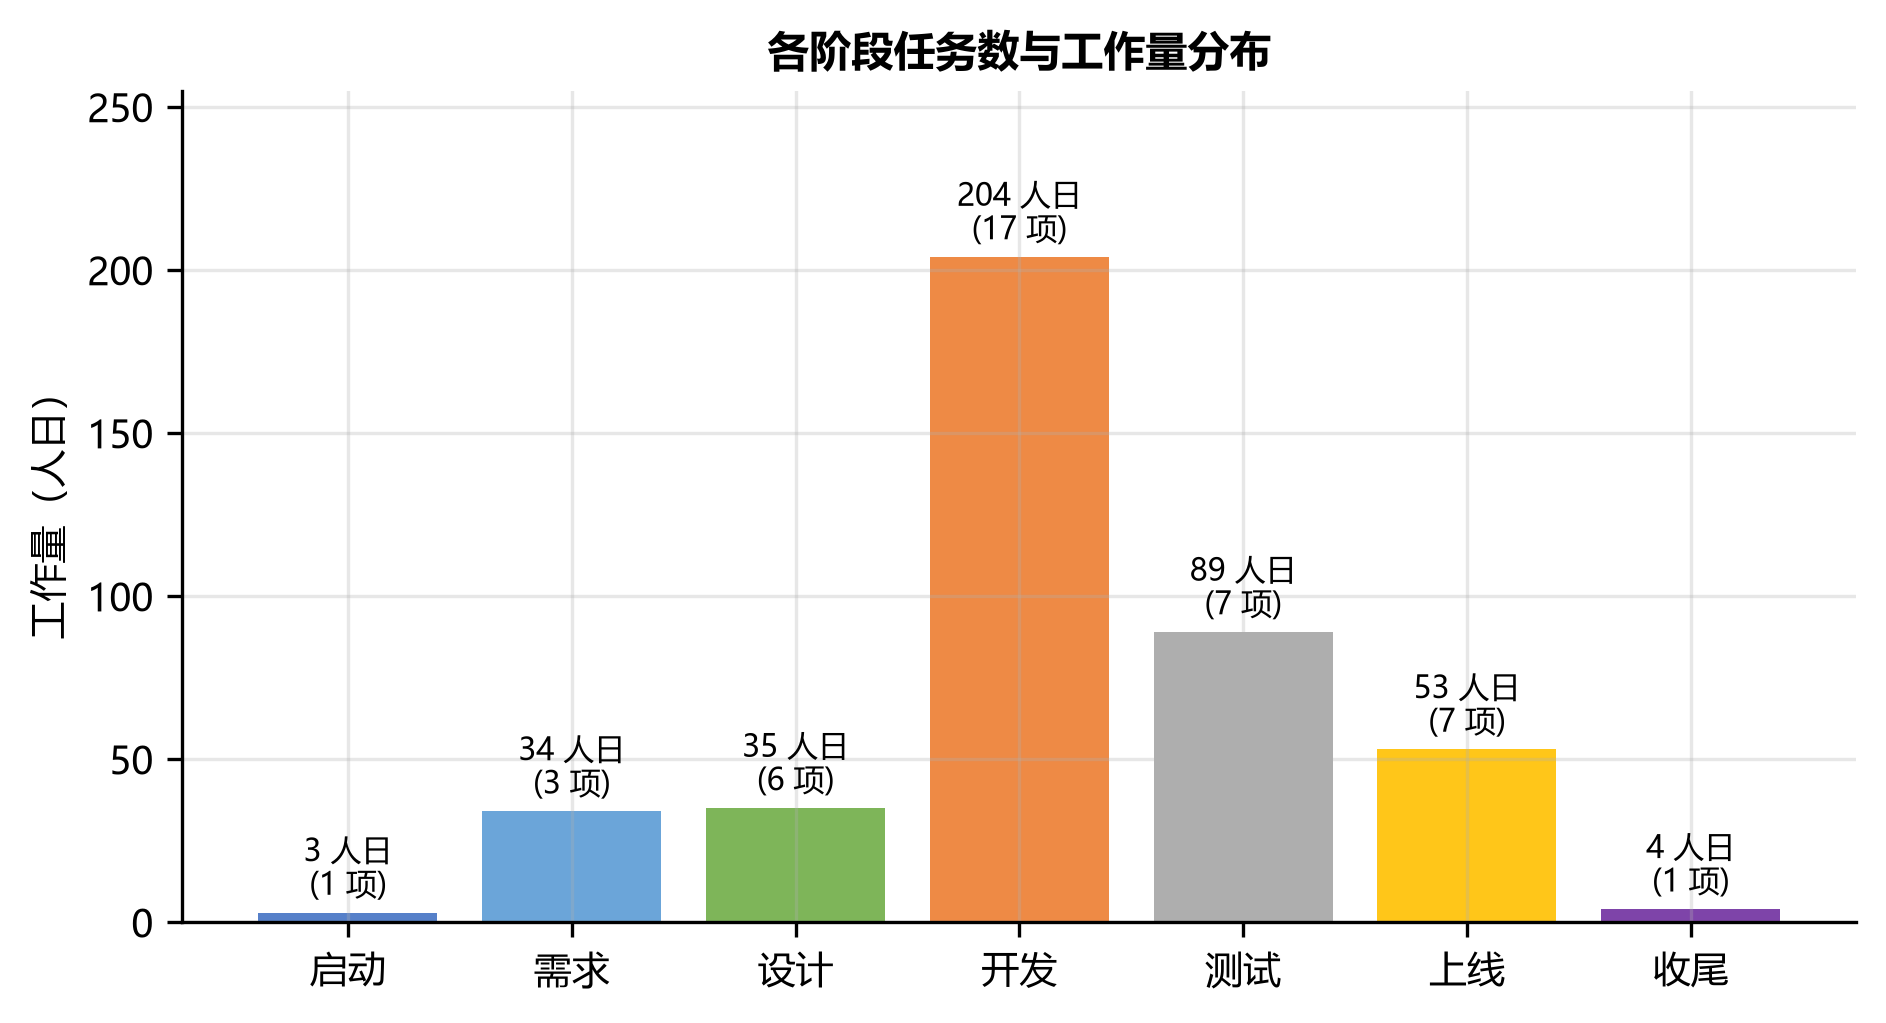 各阶段任务数与工作量分布
工作量（人日）
250
200
150
100
50
0
3 人日
(1 项)
34 人日
(3 项)
35 人日
(6 项)
204 人日
(17 项)
89 人日
(7 项)
53 人日
(7 项)
4 人日
(1 项)
启动
需求
设计
开发
测试
上线
收尾